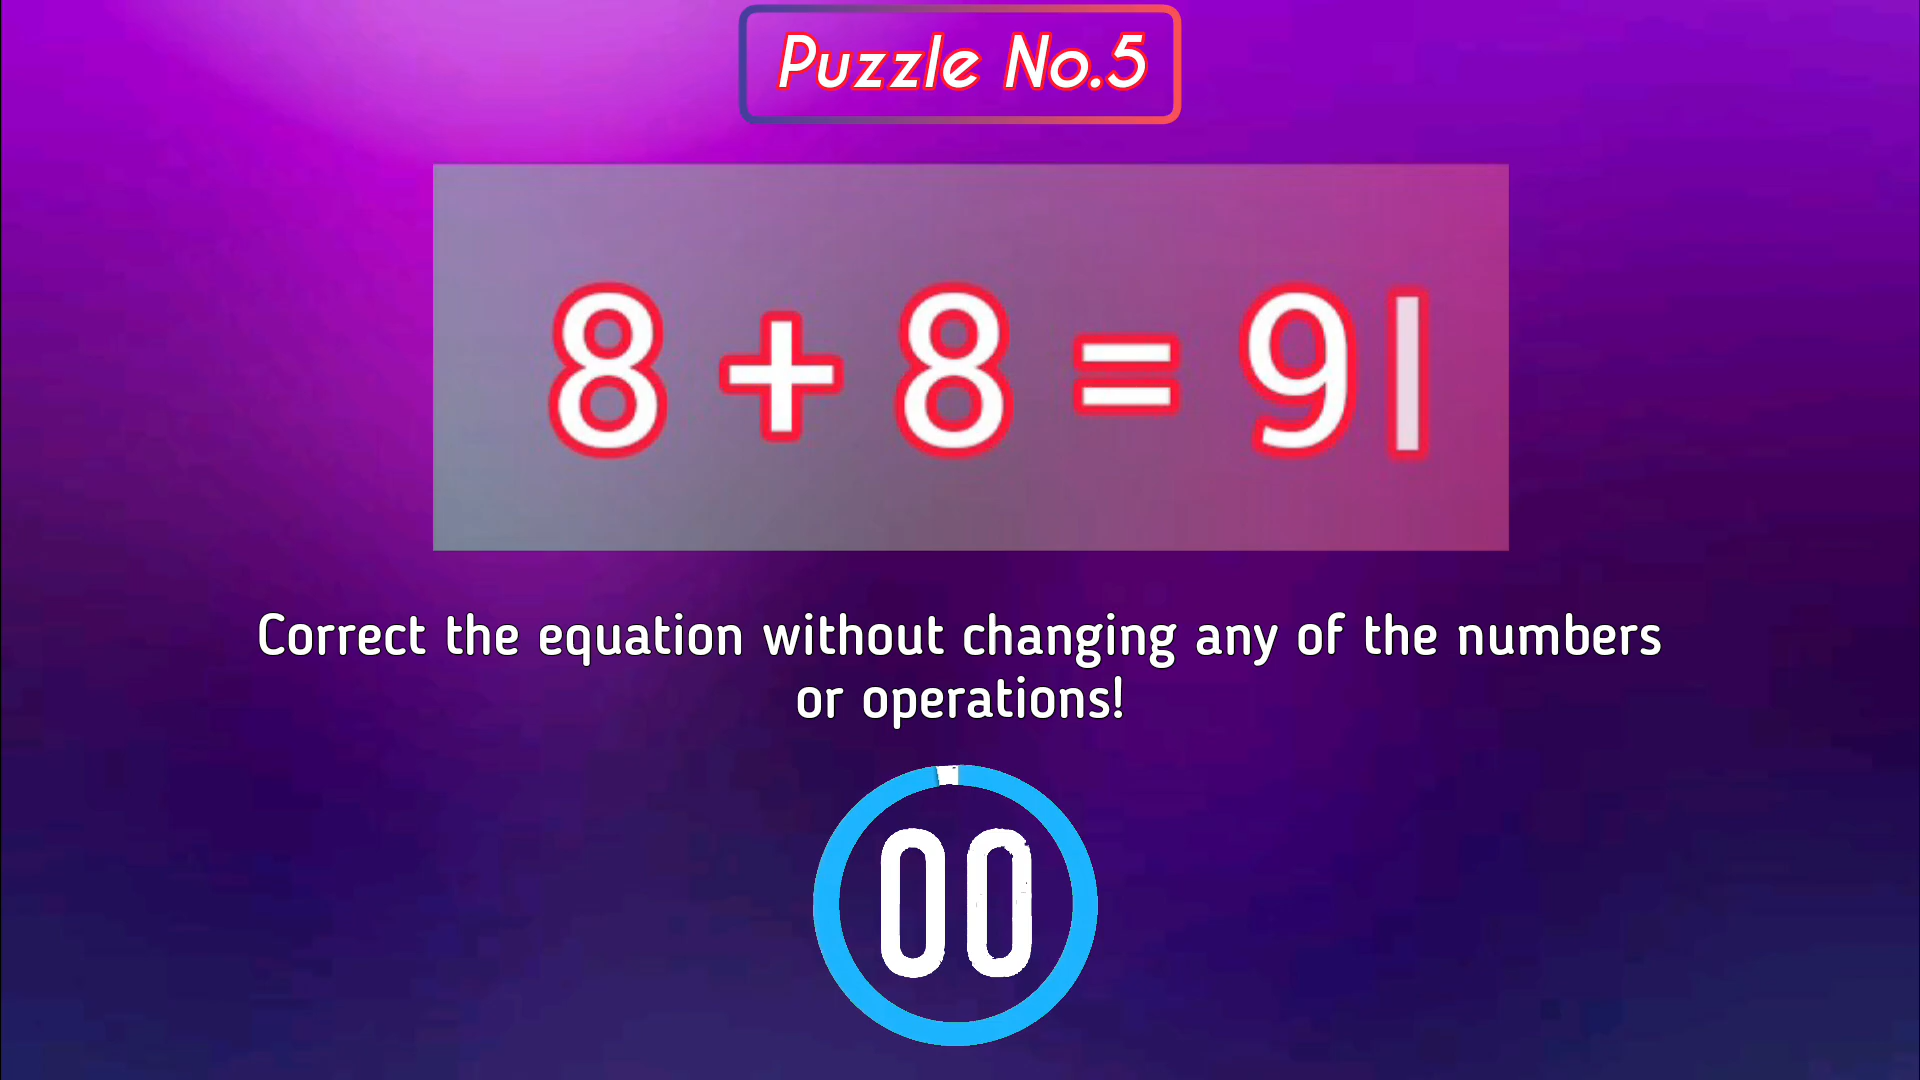 Puzzle No.5
8 + 8 = 91
Correct the equation without changing any of the numbers
or operations!
00